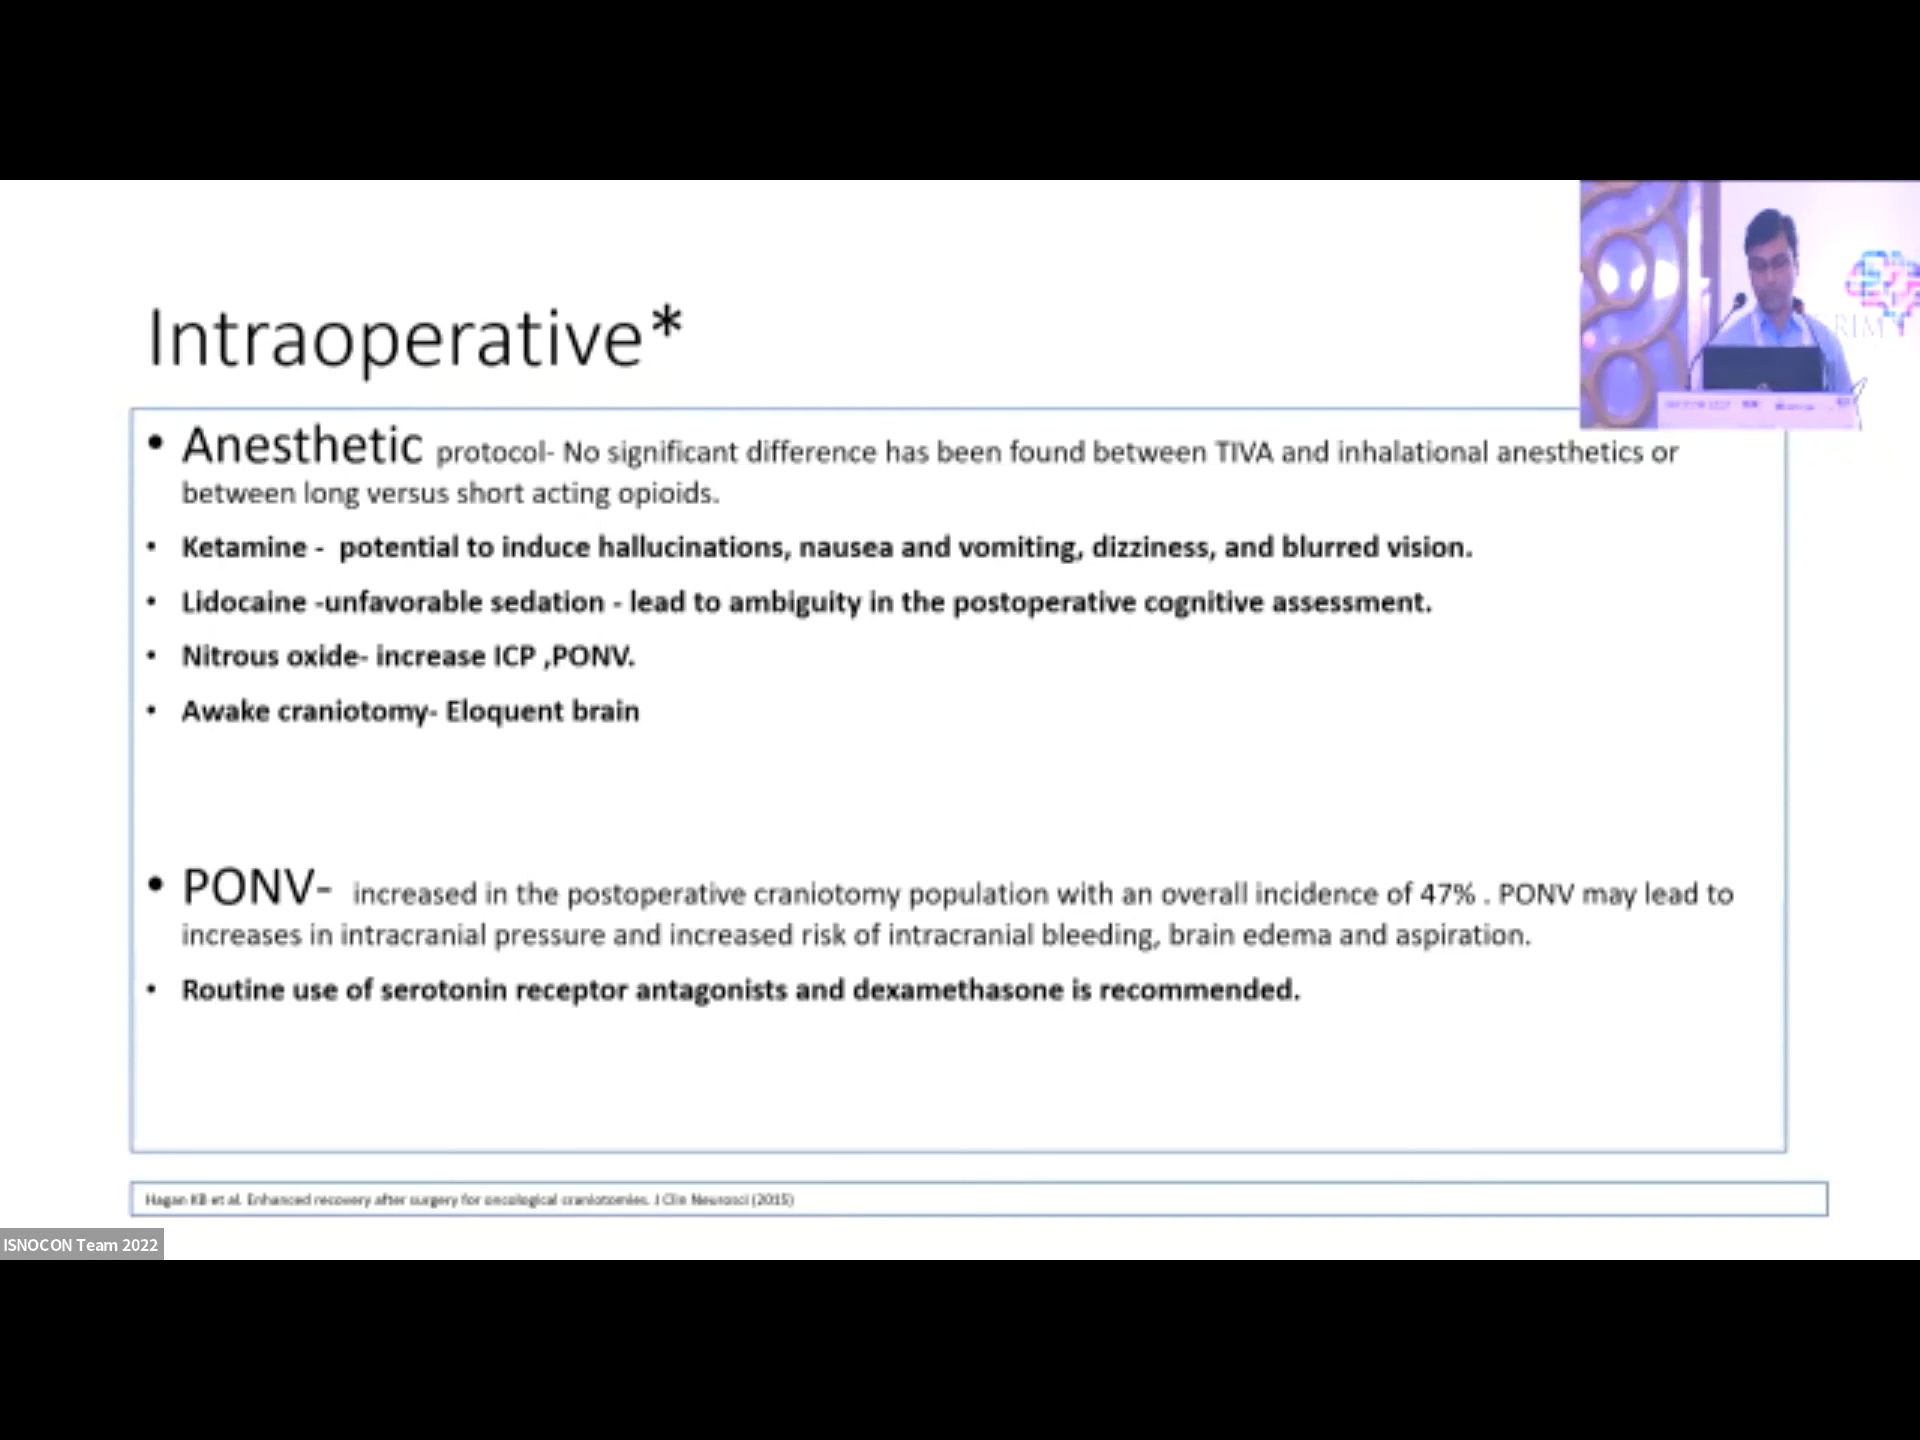 Intraoperative*
• Anesthetic protocol- No significant difference has been found between TIVA and inhalational anesthetics or
between long versus short acting opioids.
• Ketamine - potential to induce hallucinations, nausea and vomiting, dizziness, and blurred vision.
• Lidocaine -unfavorable sedation - lead to ambiguity in the postoperative cognitive assessment.
• Nitrous oxide- increase ICP ,PONV.
• Awake craniotomy- Eloquent brain
• PONV- increased in the postoperative craniotomy population with an overall incidence of 47% . PONV may lead to
increases in intracranial pressure and increased risk of intracranial bleeding, brain edema and aspiration.
• Routine use of serotonin receptor antagonists and dexamethasone is recommended.
Hagan KB et al. Enhanced recovery after surgery for oncological craniotomies. J Clin Neurosci (2015)
ISNOCON Team 2022